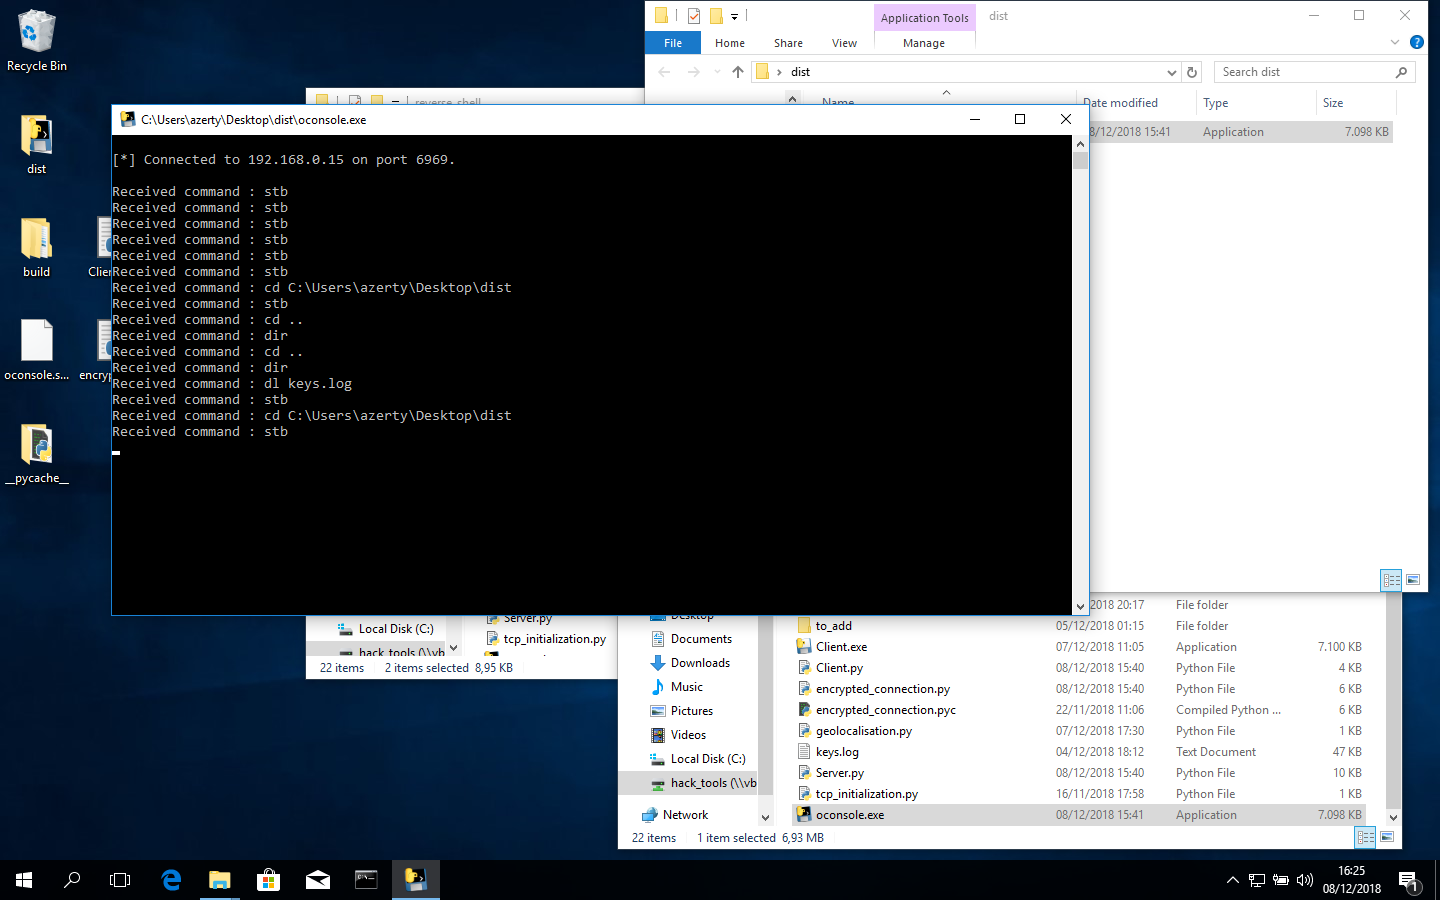 Recycle Bin
dist
build
Clie
oconsole.s...
encry
__pycache__
Application Tools
dist
File
Home
Share
View
Manage
dist
Search dist
reverse_shell
Name
Date modified
Type
Size
8/12/2018 15:41
Application
7.098 KB
C:\Users\azerty\Desktop\dist\oconsole.exe
[*] Connected to 192.168.0.15 on port 6969.
Received command : stb
Received command : stb
Received command : stb
Received command : stb
Received command : stb
Received command : stb
Received command : cd C:\Users\azerty\Desktop\dist
Received command : stb
Received command : cd ..
Received command : dir
Received command : cd ..
Received command : dir
Received command : dl keys.log
Received command : stb
Received command : cd C:\Users\azerty\Desktop\dist
Received command : stb
Server.py
Local Disk (C:)
tcp_initialization.py
hack_tools (\\vb
22 items
2 items selected 8,95 KB
Desktop
Documents
Downloads
Music
Pictures
Videos
Local Disk (C:)
hack_tools (\\vb
Network
2018 20:17 File folder
to_add 05/12/2018 01:15 File folder
Client.exe 07/12/2018 11:05 Application 7.100 KB
Client.py 08/12/2018 15:40 Python File 4 KB
encrypted_connection.py 08/12/2018 15:40 Python File 6 KB
encrypted_connection.pyc 22/11/2018 11:06 Compiled Python ... 6 KB
geolocalisation.py 07/12/2018 17:30 Python File 1 KB
keys.log 04/12/2018 18:12 Text Document 47 KB
Server.py 08/12/2018 15:40 Python File 10 KB
tcp_initialization.py 16/11/2018 17:58 Python File 1 KB
oconsole.exe 08/12/2018 15:41 Application 7.098 KB
22 items
1 item selected 6,93 MB
16:25
08/12/2018
1